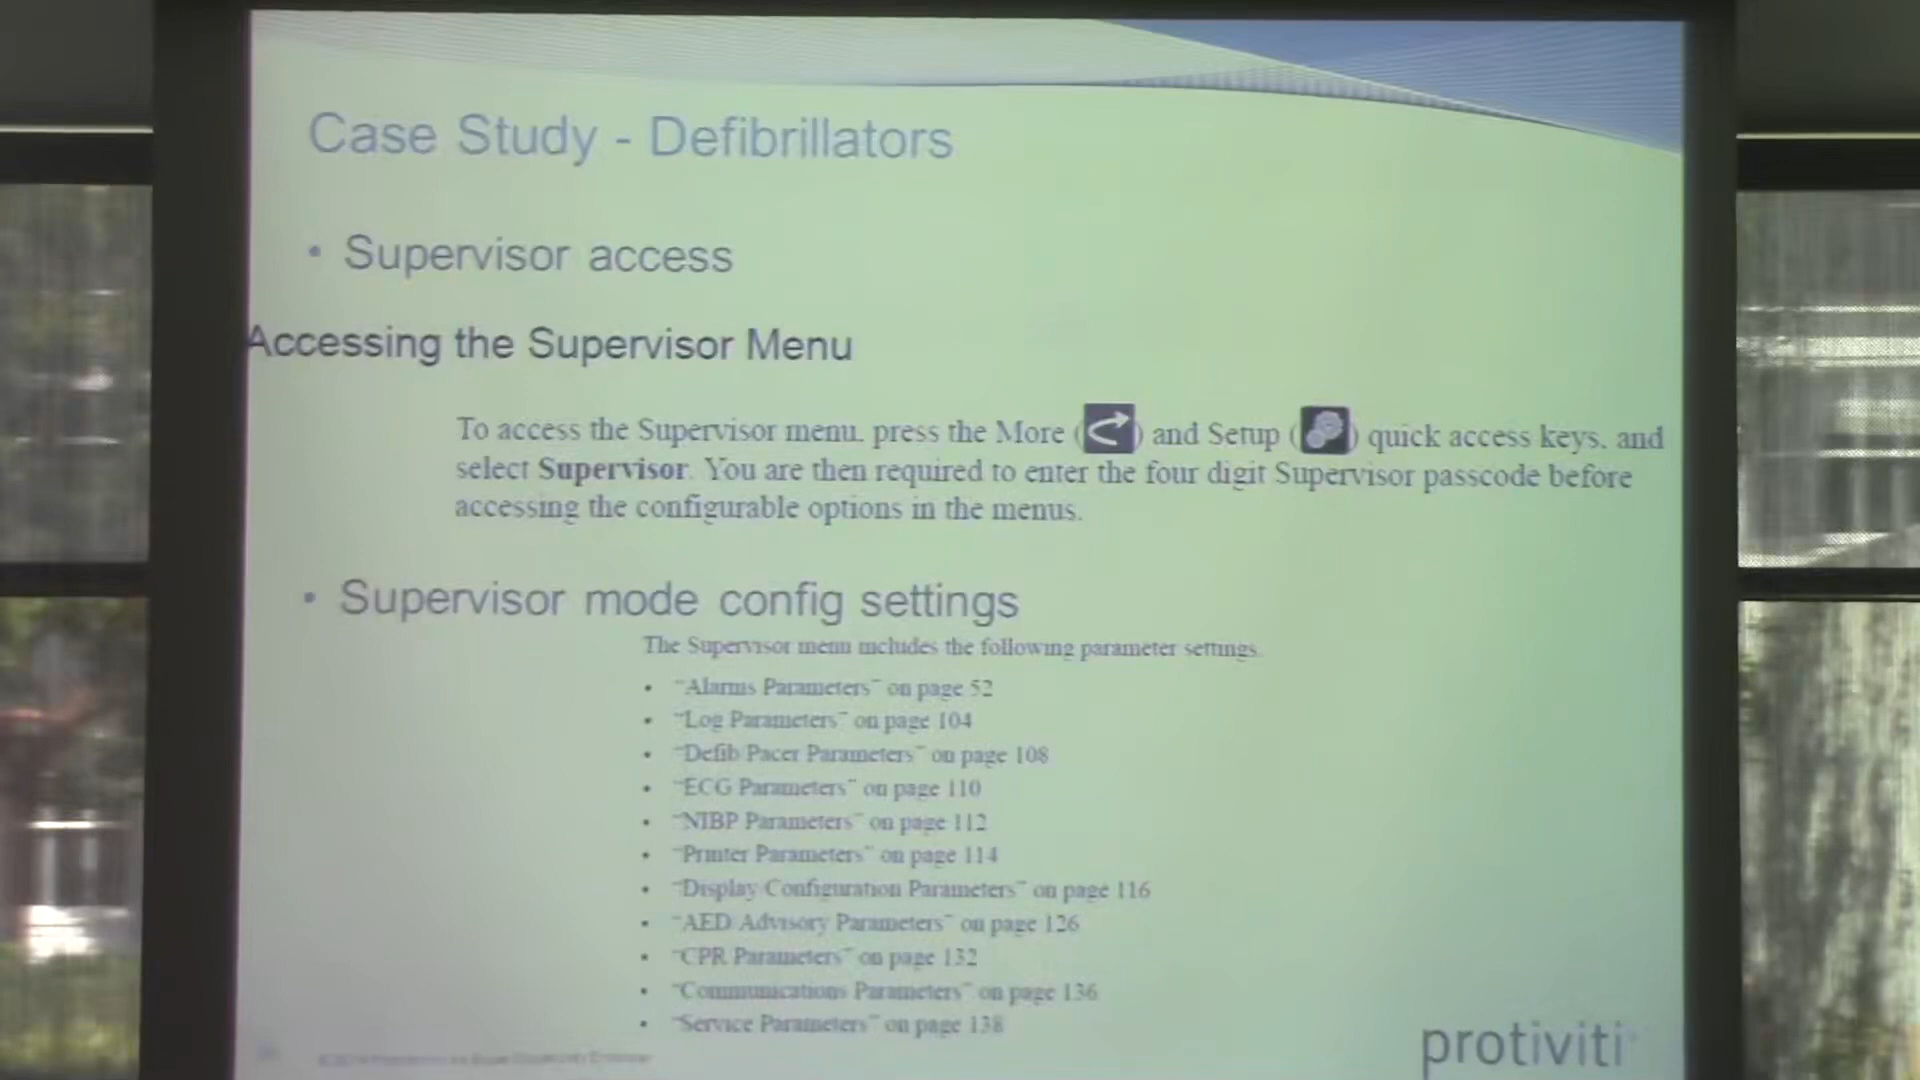 Case Study - Defibrillators
• Supervisor access
Accessing the Supervisor Menu
To access the Supervisor menu, press the More ( ) and Setup ( ) quick access keys, and
select Supervisor. You are then required to enter the four digit Supervisor passcode before
accessing the configurable options in the menus.
• Supervisor mode config settings
The Supervisor menu includes the following parameter settings.
• "Alarms Parameters" on page 52
• "Log Parameters" on page 104
• "Defib Pacer Parameters" on page 108
• "ECG Parameters" on page 110
• "NIBP Parameters" on page 112
• "Printer Parameters" on page 114
• "Display Configuration Parameters" on page 116
• "AED Advisory Parameters" on page 126
• "CPR Parameters" on page 132
• "Communications Parameters" on page 136
• "Service Parameters" on page 138
protiviti